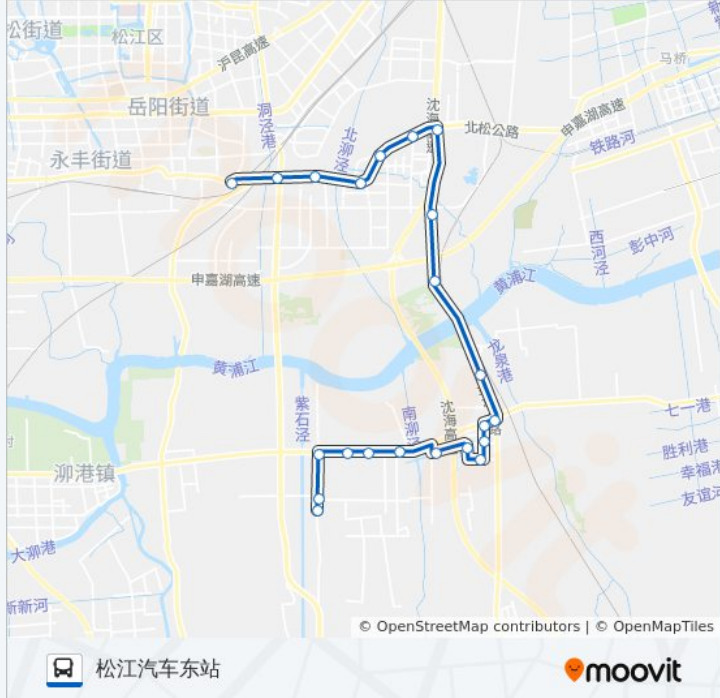 松街道
松江区
沪昆高速
马桥
岳阳街道
洞泾港
沈海
北松公路
申嘉湖高速
北泖泾
铁路河
永丰街道
西河泾
彭中河
申嘉湖高速
黄浦江
黄浦江
龙泉港
紫石泾
南泖泾
沈海高
路
七一港
胜利港
幸福港
友谊河
泖港镇
大泖港
新新河
© OpenStreetMap contributors | © OpenMapTiles
松江汽车东站
moovit